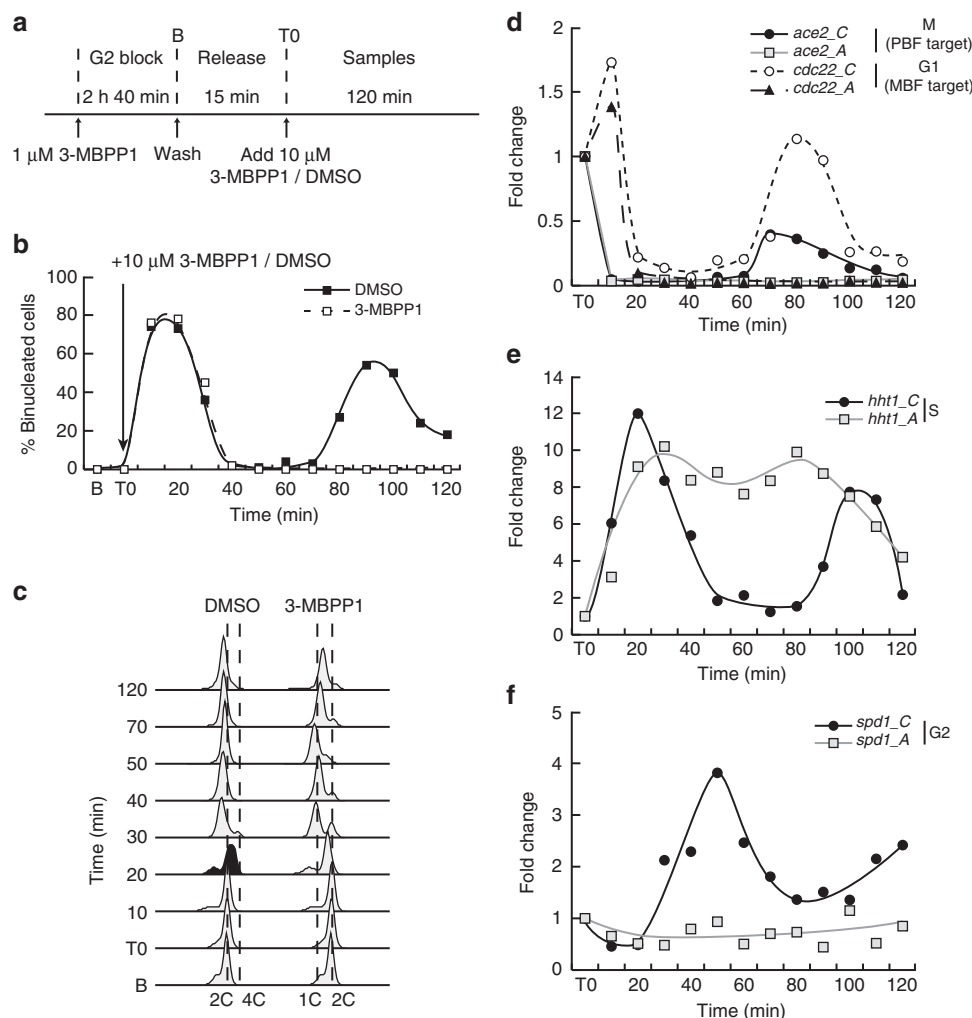 a
B
T0
G2 block
Release
Samples
2 h 40 min
15 min
120 min
1 μM 3-MBPP1
Wash
Add 10 μM
3-MBPP1 / DMSO
b
+10 μM 3-MBPP1 / DMSO
100
80
60
40
20
0
% Binucleated cells
DMSO
3-MBPP1
B T0 20 40 60 80 100 120
Time (min)
c
DMSO 3-MBPP1
120
70
50
40
30
20
10
T0
B
Time (min)
2C 4C 1C 2C
d
2
1.5
1
0.5
0
Fold change
ace2_C
ace2_A
cdc22_C
cdc22_A
M
(PBF target)
G1
(MBF target)
T0 20 40 60 80 100 120
Time (min)
e
14
12
10
8
6
4
2
0
Fold change
hht1_C
hht1_A
S
T0 20 40 60 80 100 120
Time (min)
f
5
4
3
2
1
0
Fold change
spd1_C
spd1_A
G2
T0 20 40 60 80 100 120
Time (min)